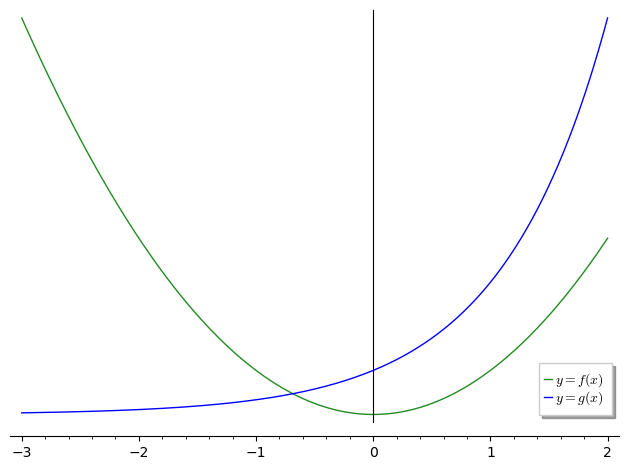 y = f(x)
y = g(x)
−3 −2 −1 0 1 2